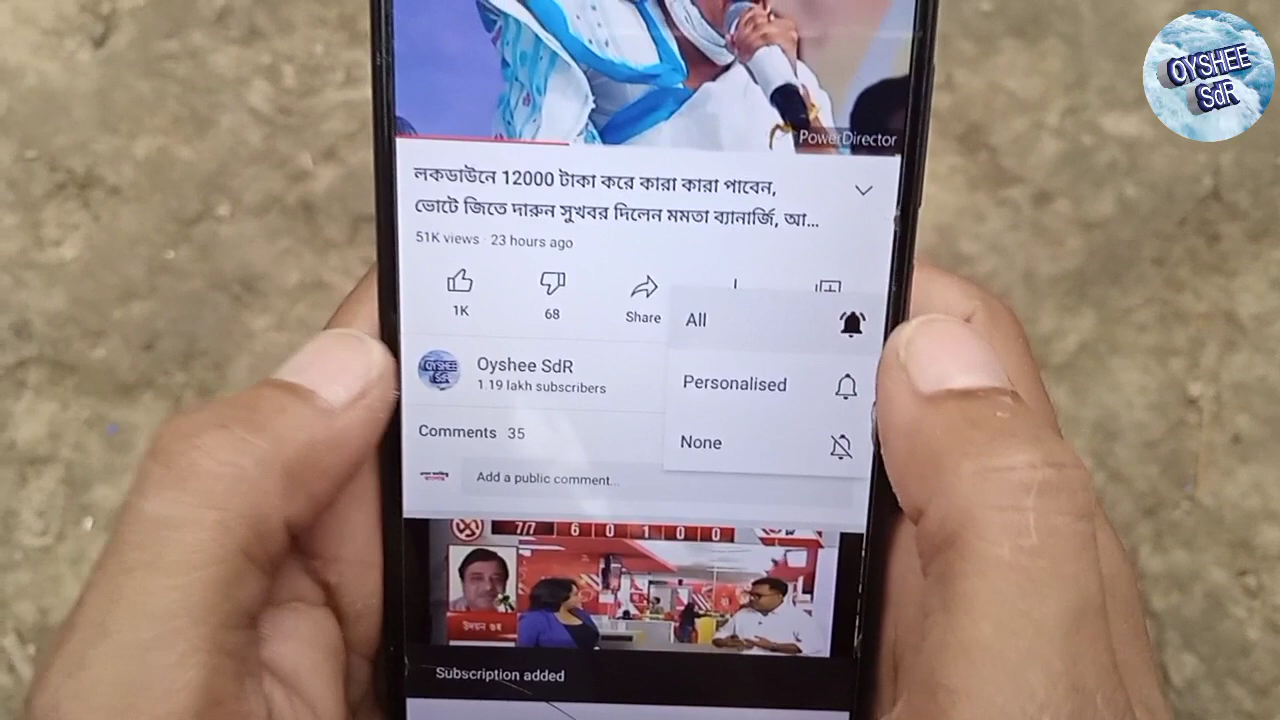 OYSHEE
SdR
PowerDirector
লকডাউনে 12000 টাকা করে কারা কারা পাবেন,
ভোটে জিতে দারুন সুখবর দিলেন মমতা ব্যানার্জি, আ...
51K views · 23 hours ago
1K
68
Share
All
Oyshee SdR
1.19 lakh subscribers
Personalised
Comments 35
None
Add a public comment...
77 6 0 1 0 0
উদয়ন গুহ
Subscription added